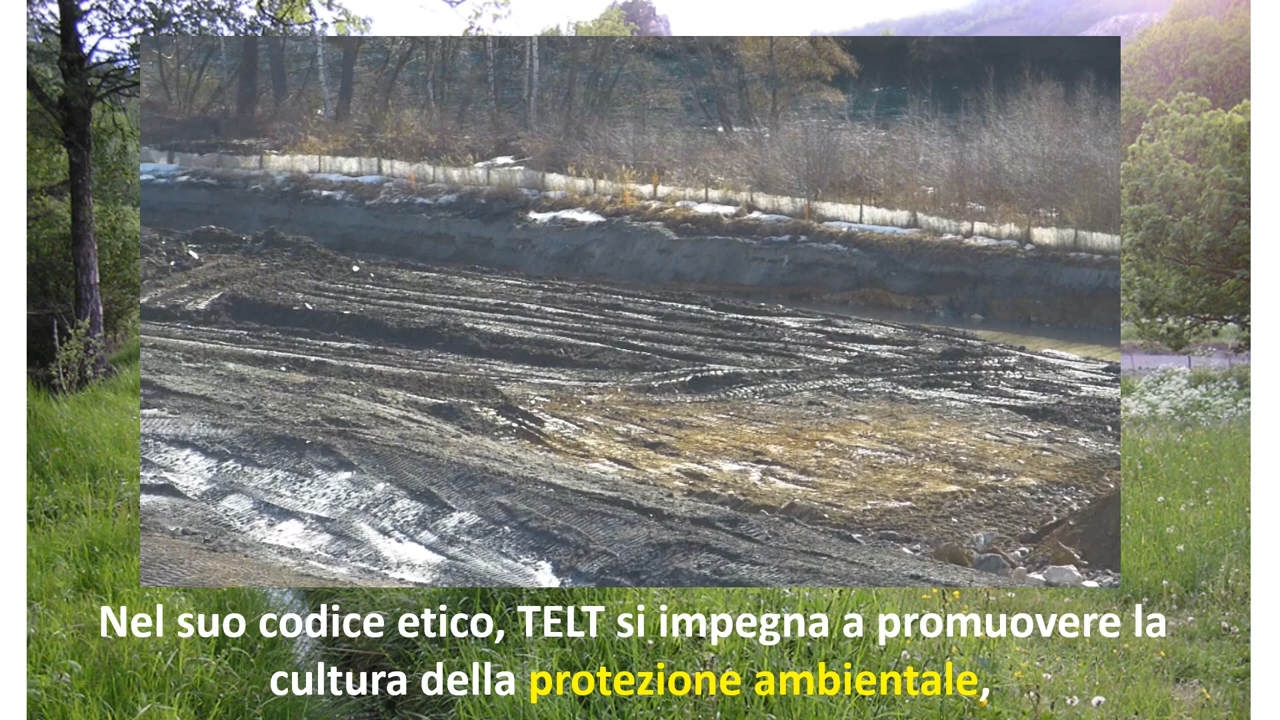 Nel suo codice etico, TELT si impegna a promuovere la
cultura della protezione ambientale,